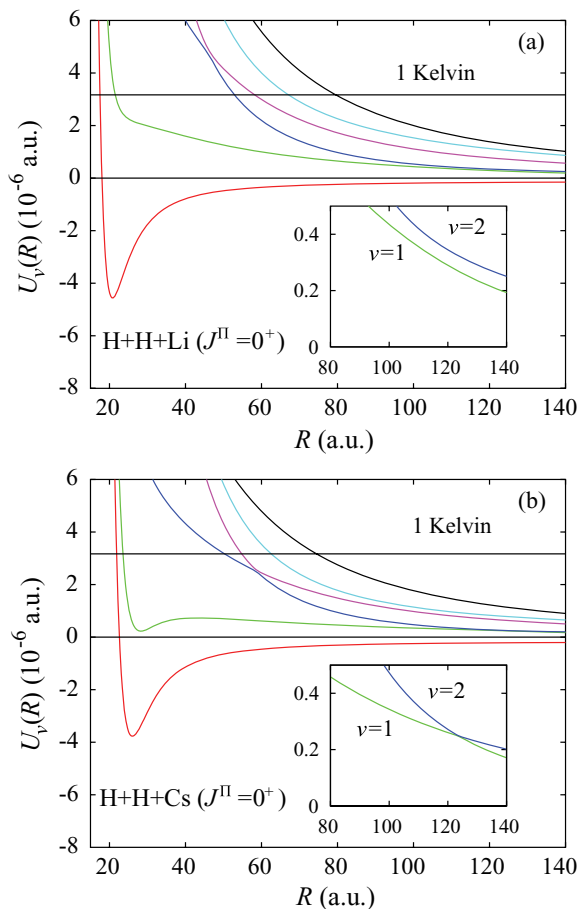 (a)
6
4
2
0
-2
-4
-6
-8
U_ν(R) (10⁻⁶ a.u.)
1 Kelvin
0.4
0.2
0
ν=2
ν=1
80 100 120 140
H+H+Li (J^Π =0⁺)
20 40 60 80 100 120 140
R (a.u.)
(b)
6
4
2
0
-2
-4
-6
-8
U_ν(R) (10⁻⁶ a.u.)
1 Kelvin
0.4
0.2
0
ν=2
ν=1
80 100 120 140
H+H+Cs (J^Π =0⁺)
20 40 60 80 100 120 140
R (a.u.)